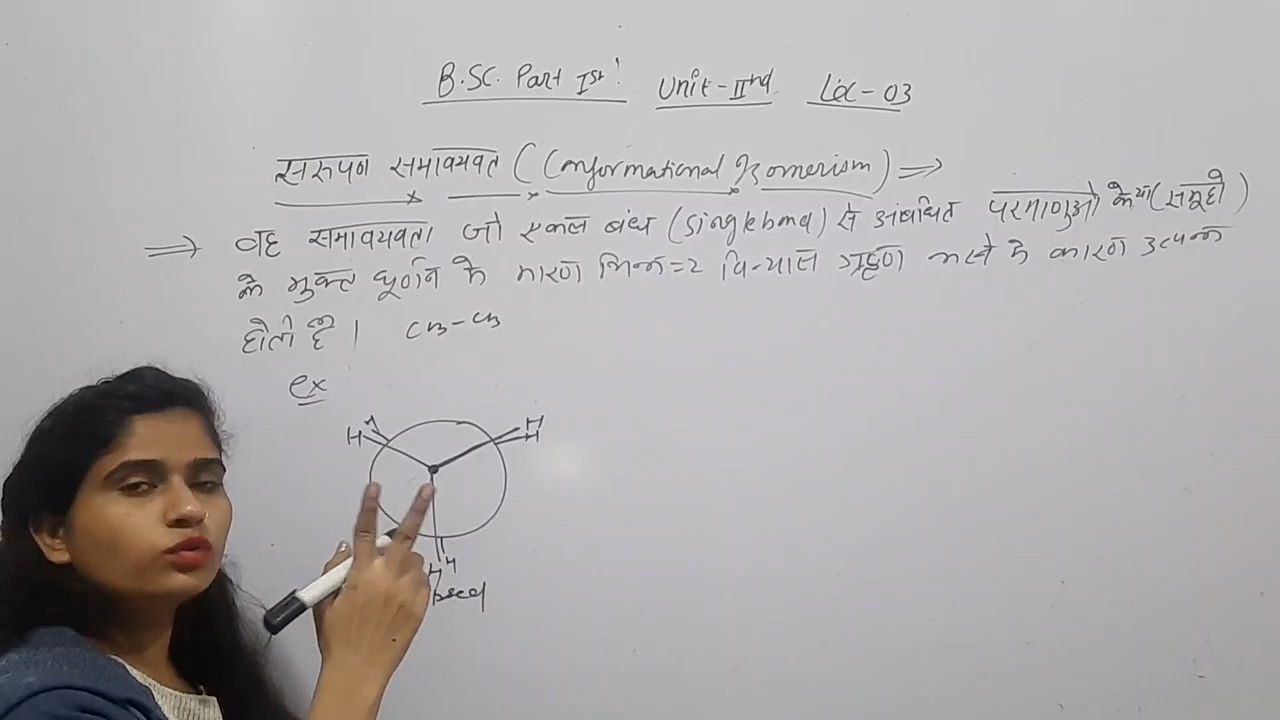 B.SC. Part Ist' Unit-IInd Lec-03
सरुपण समावयवत (Conformational Isomerism) ⇒
⇒ वह समावयवता जो एकल बंध (single bond) से संबंधित परमाणुओ के या (समूहो)
के मुक्त घूर्णन के कारण भिन्न=2 विन्यास ग्रहण करने के कारण उत्पन्न
होती है। CH3-CH3
ex
H H H
H
H H